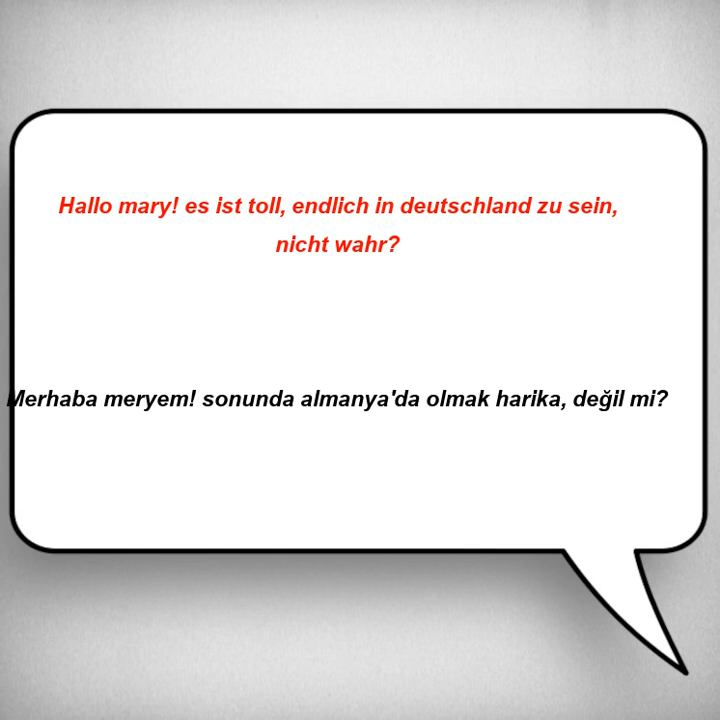 Hallo mary! es ist toll, endlich in deutschland zu sein,
nicht wahr?
Merhaba meryem! sonunda almanya'da olmak harika, değil mi?